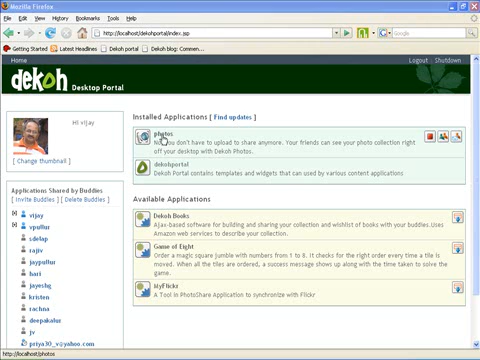 Mozilla Firefox
File Edit View History Bookmarks Tools Help
http://localhost/dekohportal/index.jsp
Google
Getting Started Latest Headlines Dekoh portal Dekoh blog: Commen...
Home
Logout Shutdown
dekoh Desktop Portal
Hi vijay
[ Change thumbnail ]
Installed Applications [ Find updates ]
photos
Now you don't have to upload to share anymore. Your friends can see your photo collection right
off your desktop with Dekoh Photos.
dekohportal
Dekoh Portal contains templates and widgets that can be used by various content applications
Applications Shared by Buddies
[ Invite Buddies ] [ Delete Buddies ]
vijay
vpullur
sdelap
rajiv
jaypullur
hari
jayeshg
kristen
rachna
deepakalur
jv
priya30_v@yahoo.com
Available Applications
Dekoh Books
Ajax-based software for building and sharing your collection and wishlist of books with your buddies.Uses
Amazon web services to describe your collection.
Game of Eight
Order a magic square jumble with numbers from 1 to 8. It checks for the right order every time a tile is
moved. When all the tiles are ordered, a success message shows up along with the time taken to solve the
game.
MyFlickr
A Tool in PhotoShare Application to synchronize with Flickr
http://localhost/photos